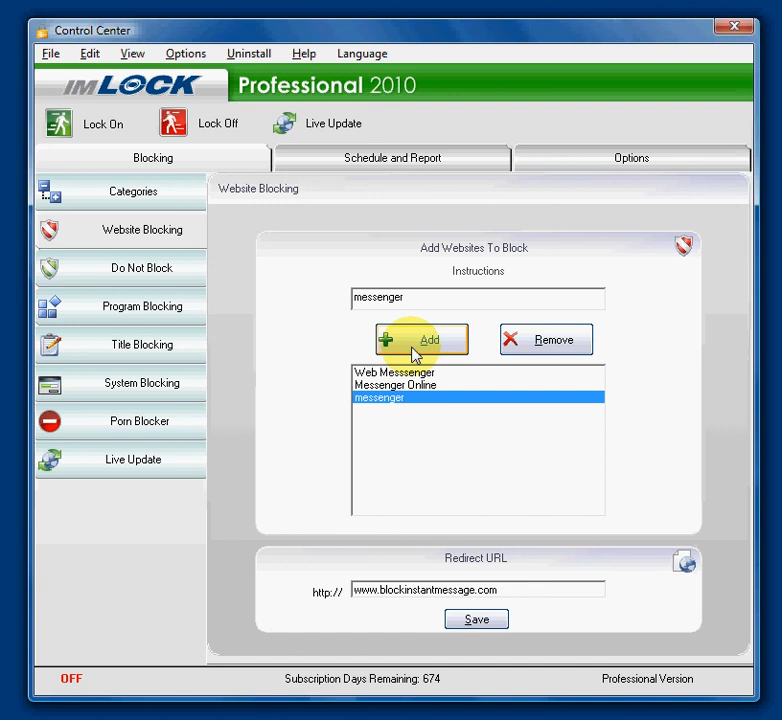 Control Center
File Edit View Options Uninstall Help Language
IMLOCK Professional 2010
Lock On Lock Off Live Update
Blocking Schedule and Report Options
Categories
Website Blocking
Do Not Block
Program Blocking
Title Blocking
System Blocking
Porn Blocker
Live Update
Website Blocking
Add Websites To Block
Instructions
messenger
Add Remove
Web Messsenger
Messenger Online
messenger
Redirect URL
http:// www.blockinstantmessage.com
Save
OFF Subscription Days Remaining: 674 Professional Version